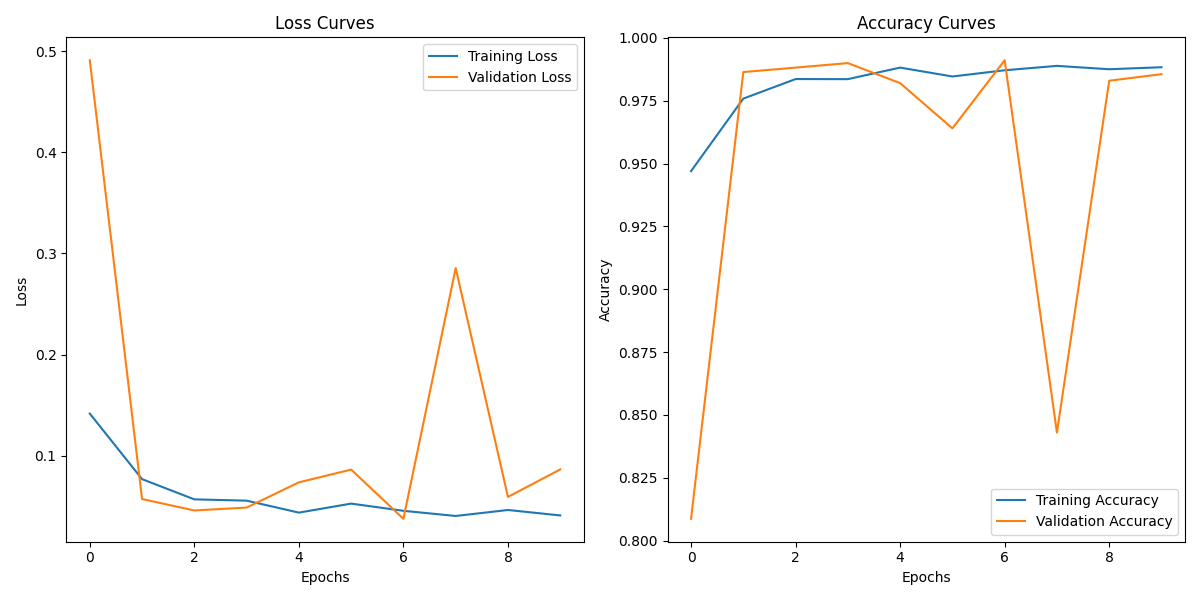 Loss Curves
Training Loss
Validation Loss
0.5
0.4
0.3
0.2
0.1
Loss
0
2
4
6
8
Epochs
Accuracy Curves
1.000
0.975
0.950
0.925
0.900
0.875
0.850
0.825
0.800
Accuracy
Training Accuracy
Validation Accuracy
0
2
4
6
8
Epochs